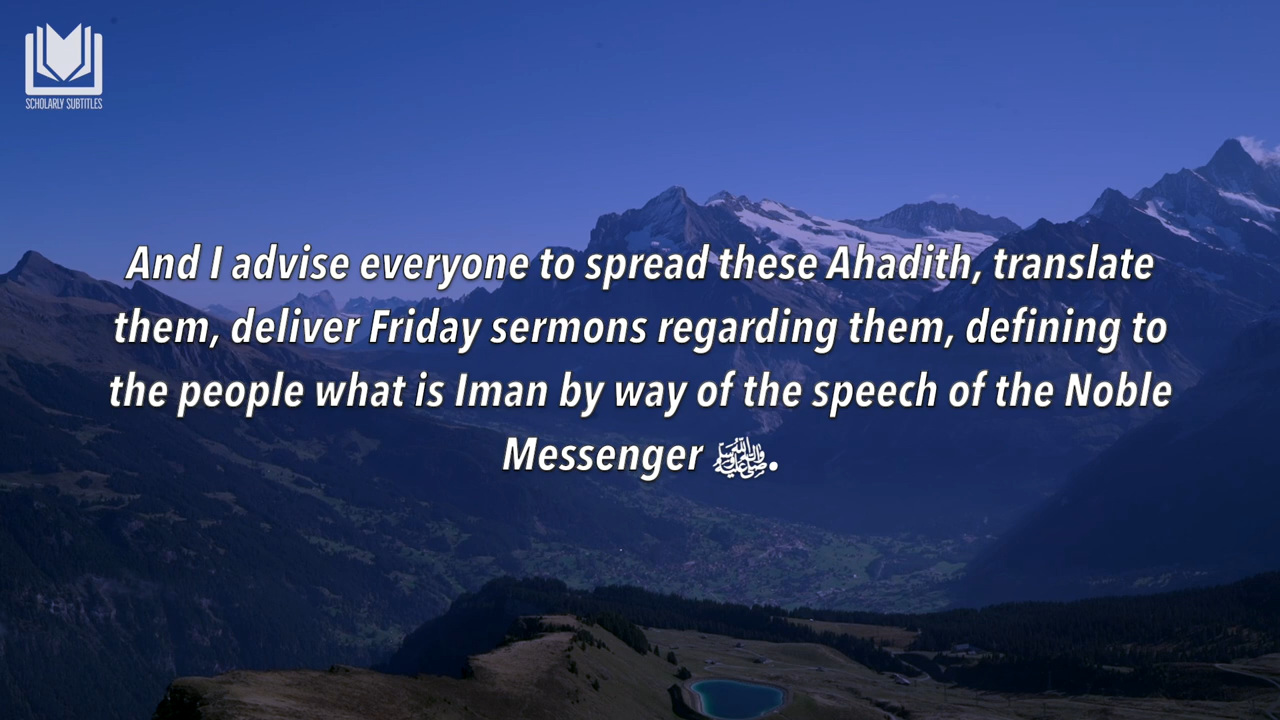 SCHOLARLY SUBTITLES
And I advise everyone to spread these Ahadith, translate
them, deliver Friday sermons regarding them, defining to
the people what is Iman by way of the speech of the Noble
Messenger ﷺ.